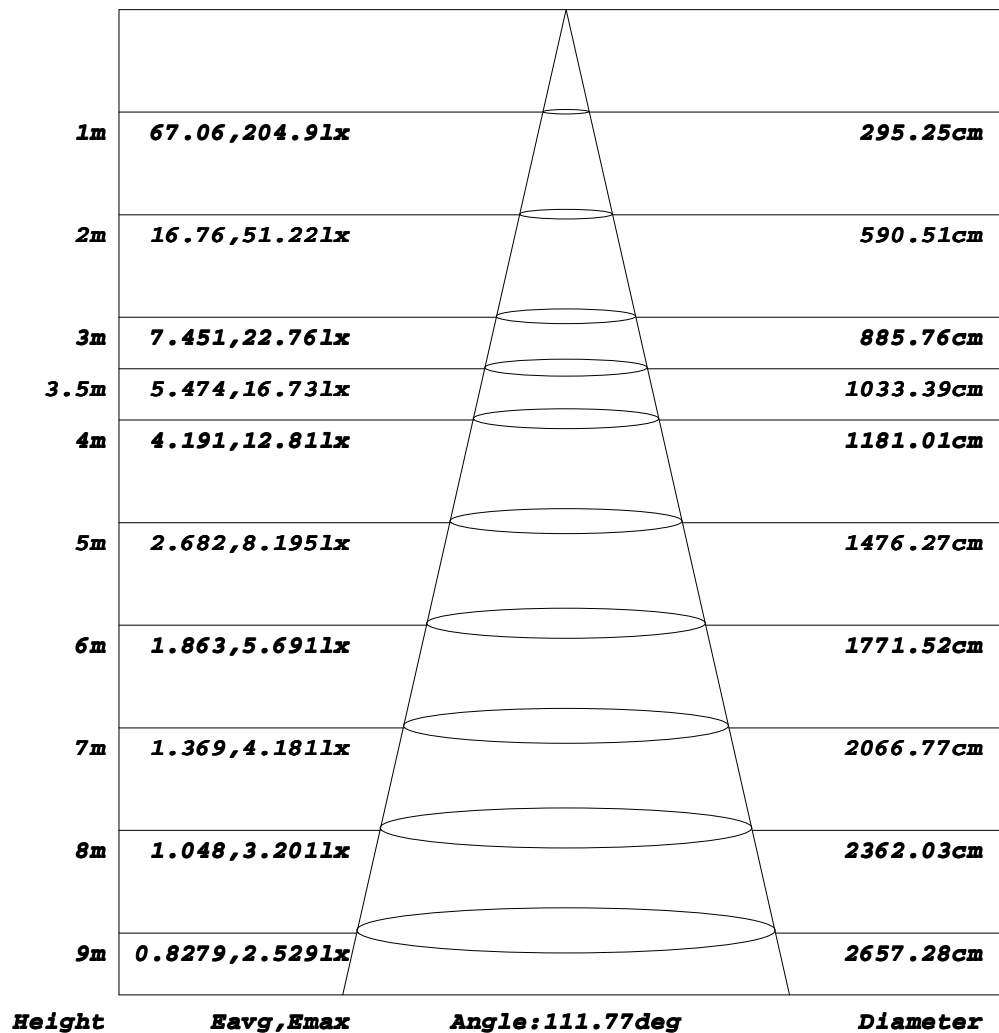 1m 67.06,204.9lx 295.25cm
2m 16.76,51.22lx 590.51cm
3m 7.451,22.76lx 885.76cm
3.5m 5.474,16.73lx 1033.39cm
4m 4.191,12.81lx 1181.01cm
5m 2.682,8.195lx 1476.27cm
6m 1.863,5.691lx 1771.52cm
7m 1.369,4.181lx 2066.77cm
8m 1.048,3.201lx 2362.03cm
9m 0.8279,2.529lx 2657.28cm
Height Eavg,Emax Angle:111.77deg Diameter